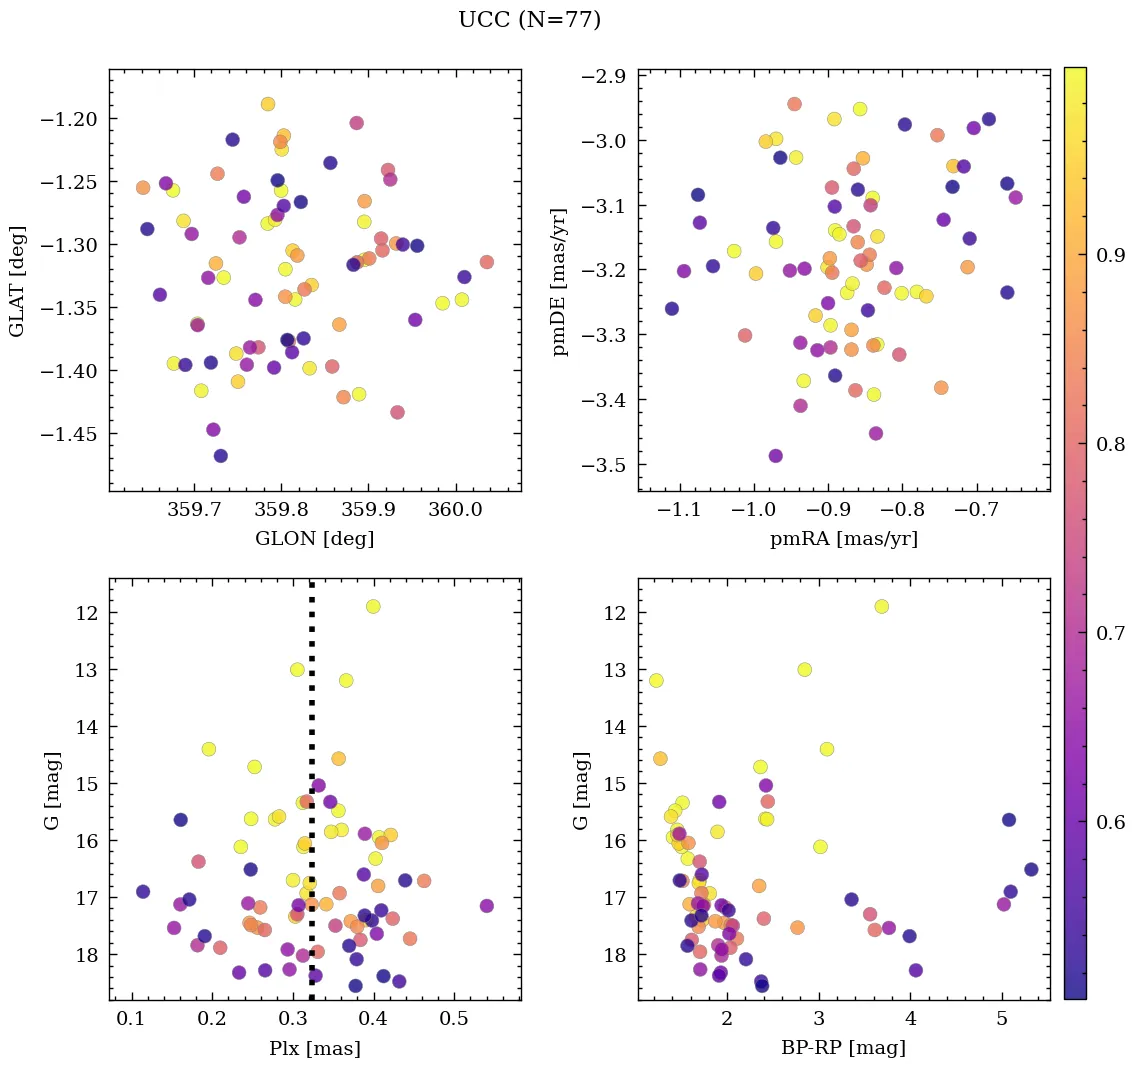 UCC (N=77)
−1.20
−1.25
−1.30
−1.35
−1.40
−1.45
GLAT [deg]
359.7 359.8 359.9 360.0
GLON [deg]
−2.9
−3.0
−3.1
−3.2
−3.3
−3.4
−3.5
pmDE [mas/yr]
−1.1 −1.0 −0.9 −0.8 −0.7
pmRA [mas/yr]
12
13
14
15
16
17
18
G [mag]
0.1 0.2 0.3 0.4 0.5
Plx [mas]
12
13
14
15
16
17
18
G [mag]
2 3 4 5
BP-RP [mag]
0.9
0.8
0.7
0.6